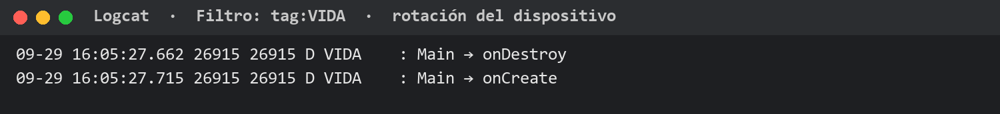 Logcat · Filtro: tag:VIDA · rotación del dispositivo
09-29 16:05:27.662 26915 26915 D VIDA    : Main → onDestroy
09-29 16:05:27.715 26915 26915 D VIDA    : Main → onCreate